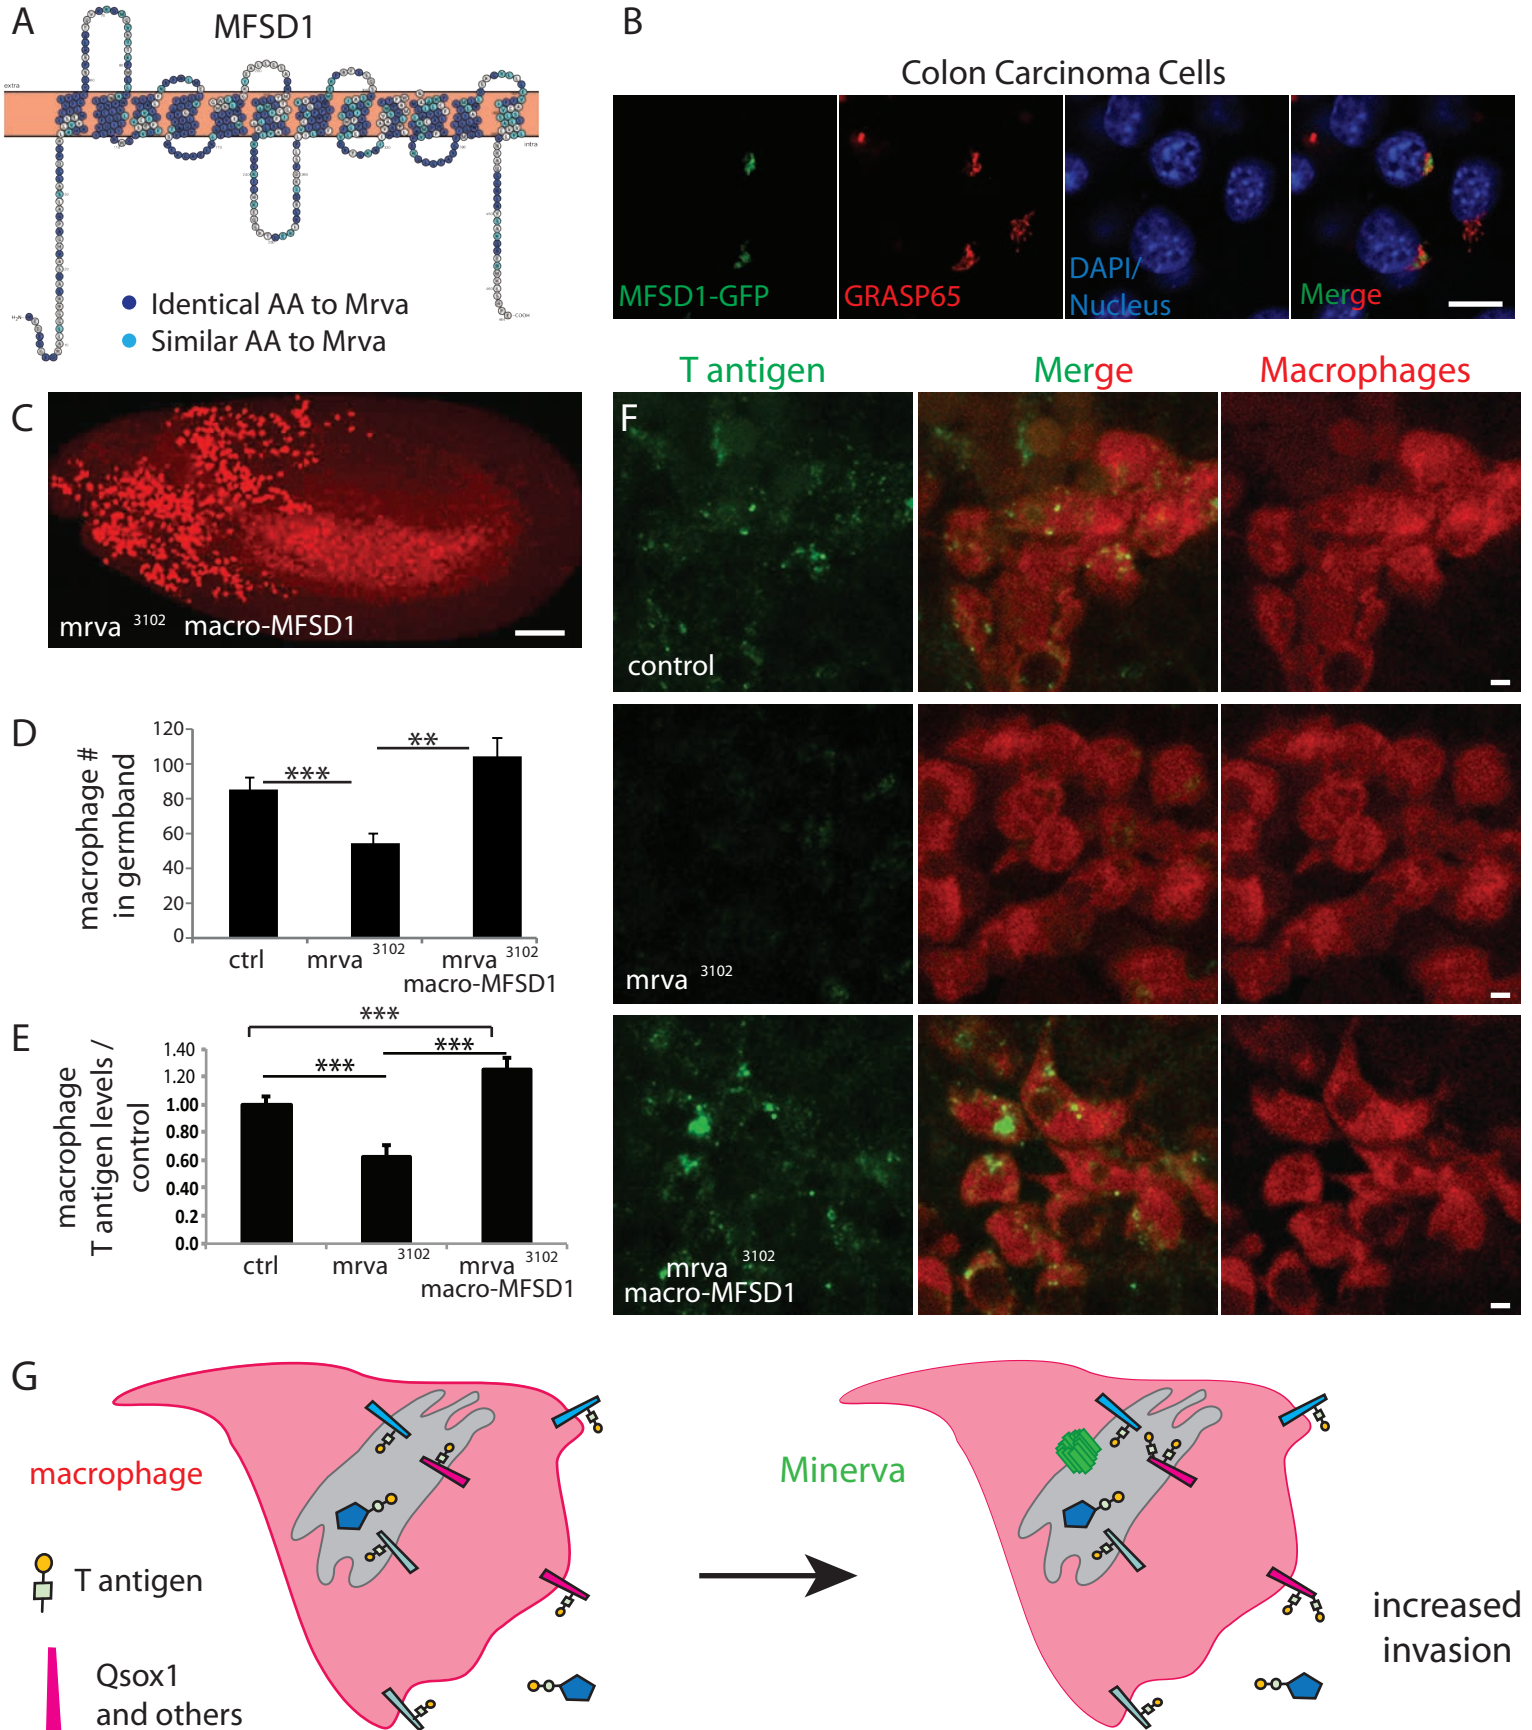 A
MFSD1
extra
intra
H₂N
COOH
Identical AA to Mrva
Similar AA to Mrva
B
Colon Carcinoma Cells
MFSD1-GFP
GRASP65
DAPI/
Nucleus
Merge
C
mrva 3102 macro-MFSD1
D
macrophage #
in germband
120
100
80
60
40
20
0
***
**
ctrl
mrva 3102
mrva 3102
macro-MFSD1
E
macrophage
T antigen levels /
control
1.40
1.20
1.00
0.80
0.60
0.40
0.2
0.0
***
***
***
ctrl
mrva 3102
mrva 3102
macro-MFSD1
T antigen
Merge
Macrophages
F
control
mrva 3102
mrva 3102
macro-MFSD1
G
macrophage
T antigen
Qsox1
and others
Minerva
increased
invasion